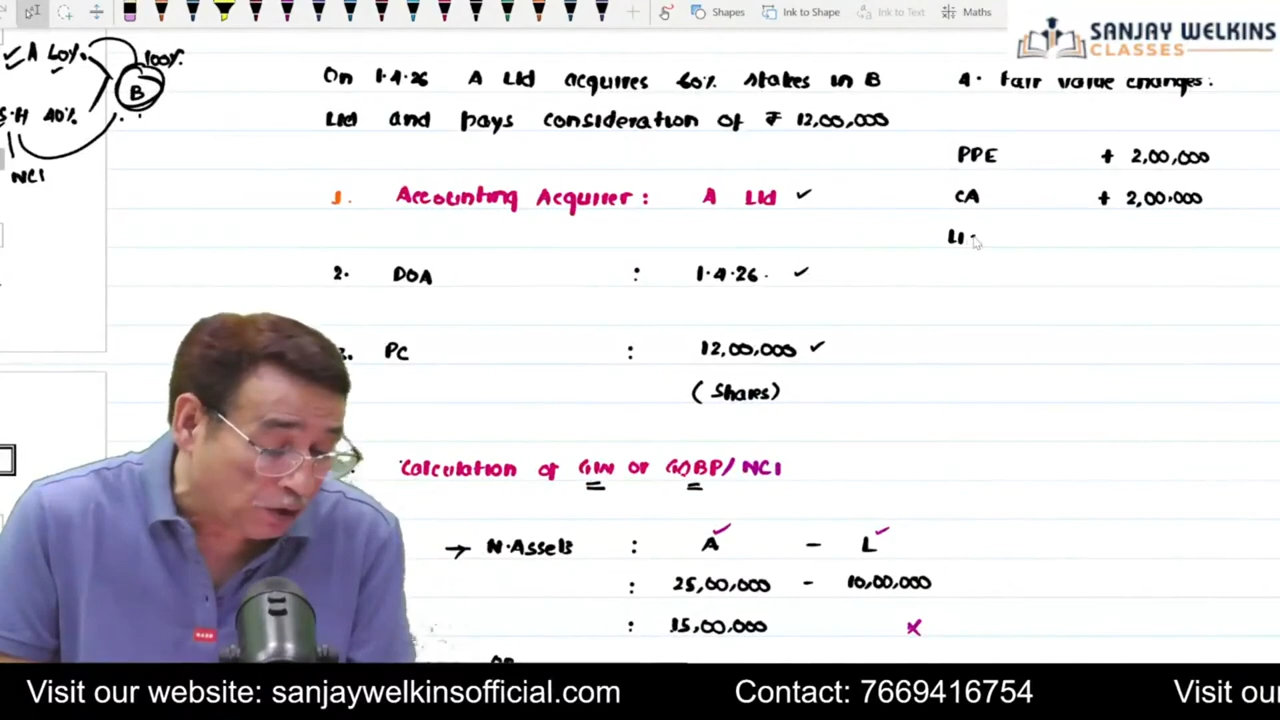 Shapes
Ink to Shape
Ink to Text
Maths
SANJAY WELKINS
CLASSES
A 60%
100%
B
S.H 40%
NCI
On 1.4.26 A Ltd acquires 60% stakes in B
Ltd and pays consideration of ₹ 12,00,000
1. Accounting Acquirer : A Ltd ✓
2. DOA : 1.4.26. ✓
3. PC : 12,00,000 ✓
(Shares)
Calculation of GW or GOBP/NCI
→ N.Assets : A - L
: 25,00,000 - 10,00,000
: 15,00,000 x
OR
4. Fair value changes.
PPE + 2,00,000
CA + 2,00,000
LI
Visit our website: sanjaywelkinsofficial.com
Contact: 7669416754
Visit ou